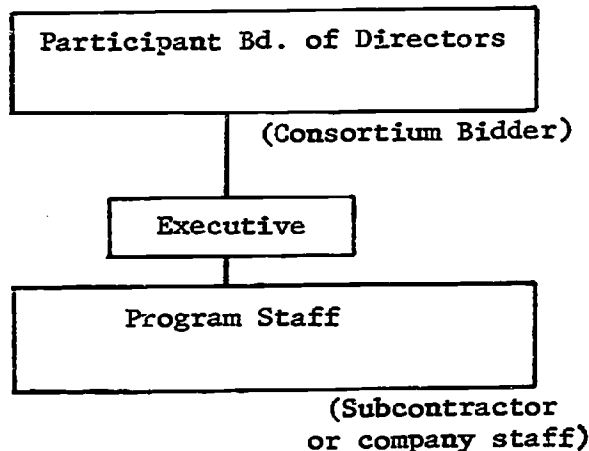 Participant Bd. of Directors
(Consortium Bidder)
Executive
Program Staff
(Subcontractor
or company staff)